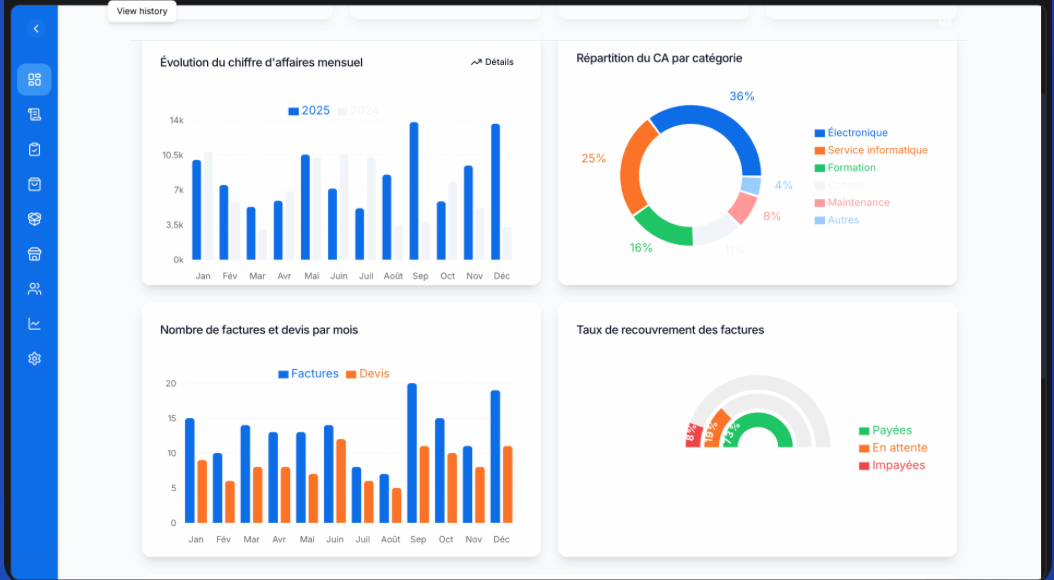 View history
Évolution du chiffre d'affaires mensuel
Détails
2025 2024
14k
10.5k
7k
3.5k
0k
Jan Fév Mar Avr Mai Juin Juil Août Sep Oct Nov Déc
Répartition du CA par catégorie
36%
25%
4%
8%
11%
16%
Électronique
Service informatique
Formation
Maintenance
Autres
Nombre de factures et devis par mois
Factures Devis
20
15
10
5
0
Jan Fév Mar Avr Mai Juin Juil Août Sep Oct Nov Déc
Taux de recouvrement des factures
8% 19% 73%
Payées
En attente
Impayées